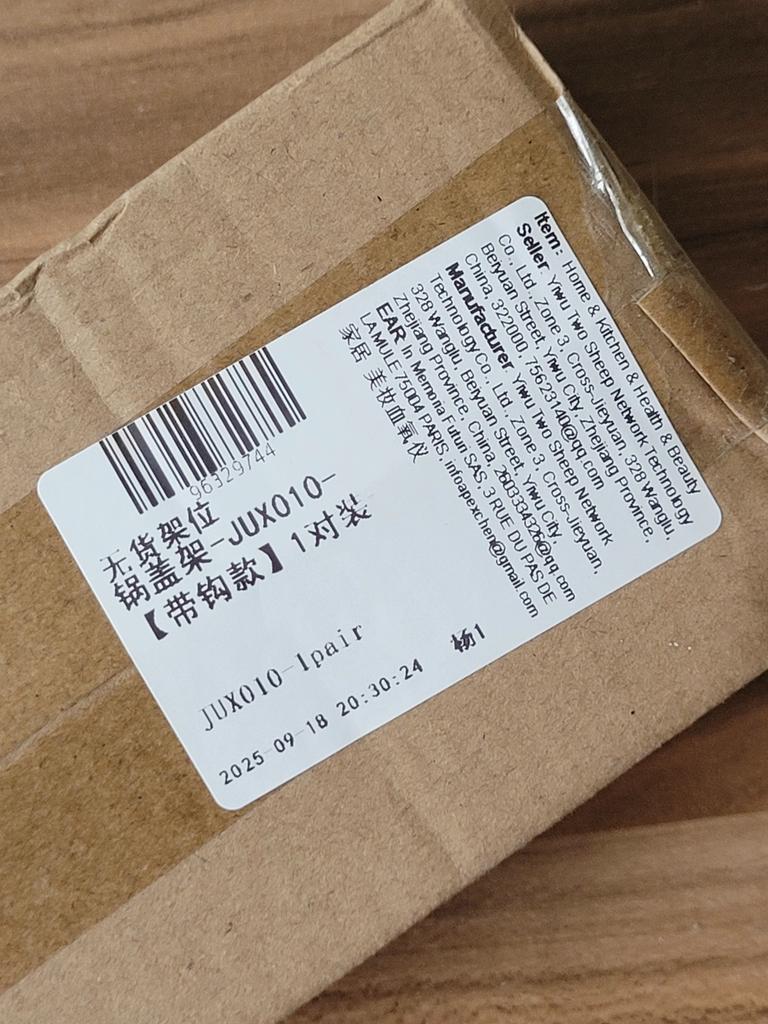 96329744
无货架位
锅盖架-JUX010-
【带钩款】1对装
JUX010-1pair
2025-09-18 20:30:24 杨1
Item: Home & Kitchen & Health & Beauty
Seller Yiwu Two Sheep Network Technology
Co., Ltd., Zone 3, Cross-Jieyuan, 328 Wanglu,
Beiyuan Street, Yiwu City, Zhejiang Province,
China, 322000, 75623140@qq.com
Manufacturer Yiwu Two Sheep Network
Technology Co., Ltd., Zone 3, Cross-Jieyuan,
328 Wanglu, Beiyuan Street, Yiwu City
Zhejiang Province, China, 2603334326@qq.com
EAR In Memoria Futuri SAS, 3 RUE DU PAS DE
LA MULE 75004 PARIS, infoapexchen@gmail.com
家居 美妆血氧仪